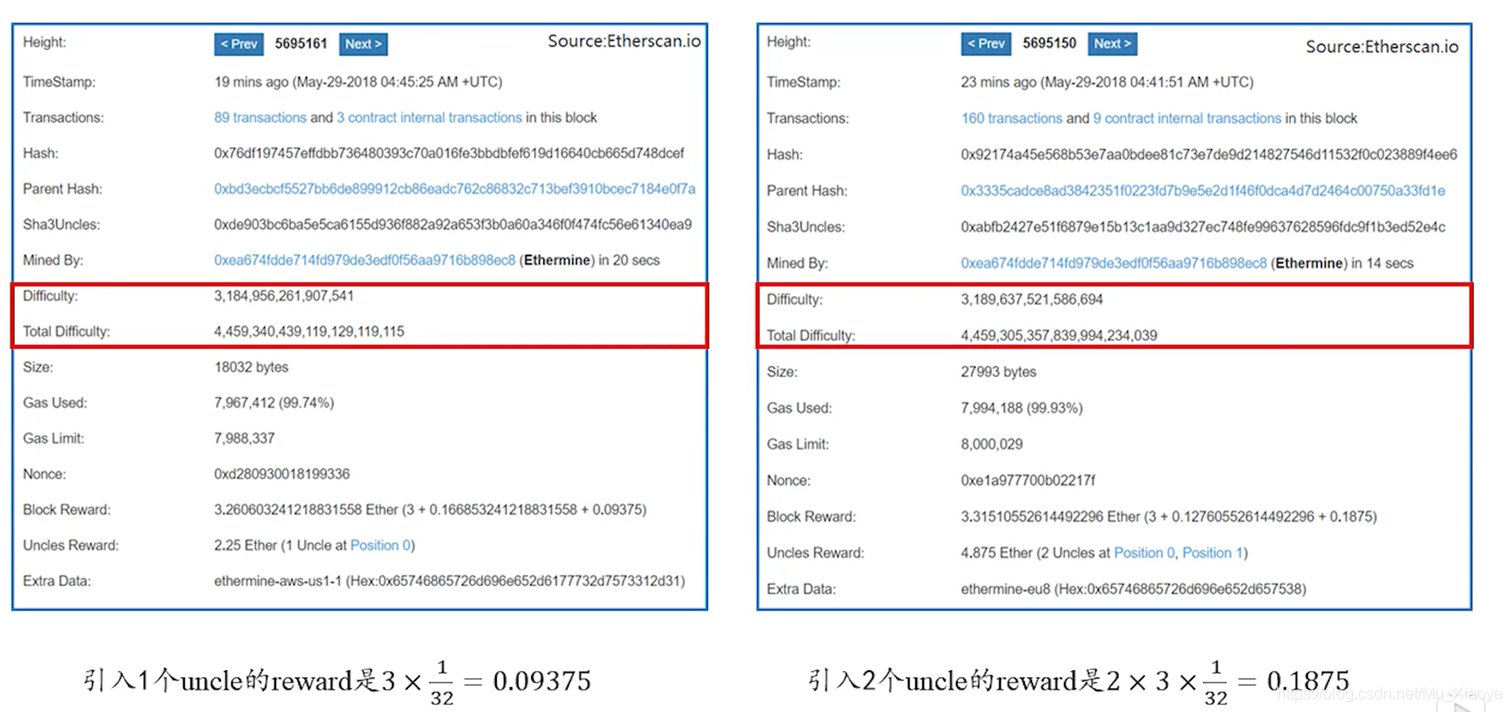 Height: < Prev 5695161 Next > Source:Etherscan.io
TimeStamp: 19 mins ago (May-29-2018 04:45:25 AM +UTC)
Transactions: 89 transactions and 3 contract internal transactions in this block
Hash: 0x76df197457effdbb736480393c70a016fe3bbdbfef619d16640cb665d748dcef
Parent Hash: 0xbd3ecbcf5527bb6de899912cb86eadc762c86832c713bef3910bcec7184e0f7a
Sha3Uncles: 0xde903bc6ba5e5ca6155d936f882a92a653f3b0a60a346f0f474fc56e61340ea9
Mined By: 0xea674fdde714fd979de3edf0f56aa9716b898ec8 (Ethermine) in 20 secs
Difficulty: 3,184,956,261,907,541
Total Difficulty: 4,459,340,439,119,129,119,115
Size: 18032 bytes
Gas Used: 7,967,412 (99.74%)
Gas Limit: 7,988,337
Nonce: 0xd280930018199336
Block Reward: 3.260603241218831558 Ether (3 + 0.166853241218831558 + 0.09375)
Uncles Reward: 2.25 Ether (1 Uncle at Position 0)
Extra Data: ethermine-aws-us1-1 (Hex:0x65746865726d696e652d6177732d7573312d31)
引入1个uncle的reward是3 × 1/32 = 0.09375
Height: < Prev 5695150 Next > Source:Etherscan.io
TimeStamp: 23 mins ago (May-29-2018 04:41:51 AM +UTC)
Transactions: 160 transactions and 9 contract internal transactions in this block
Hash: 0x92174a45e568b53e7aa0bdee81c73e7de9d214827546d11532f0c023889f4ee6
Parent Hash: 0x3335cadce8ad3842351f0223fd7b9e5e2d1f46f0dca4d7d2464c00750a33fd1e
Sha3Uncles: 0xabfb2427e51f6879e15b13c1aa9d327ec748fe99637628596fdc9f1b3ed52e4c
Mined By: 0xea674fdde714fd979de3edf0f56aa9716b898ec8 (Ethermine) in 14 secs
Difficulty: 3,189,637,521,586,694
Total Difficulty: 4,459,305,357,839,994,234,039
Size: 27993 bytes
Gas Used: 7,994,188 (99.93%)
Gas Limit: 8,000,029
Nonce: 0xe1a977700b02217f
Block Reward: 3.31510552614492296 Ether (3 + 0.12760552614492296 + 0.1875)
Uncles Reward: 4.875 Ether (2 Uncles at Position 0, Position 1)
Extra Data: ethermine-eu8 (Hex:0x65746865726d696e652d657538)
引入2个uncle的reward是2 × 3 × 1/32 = 0.1875
https://blog.csdn.net/Mu_Xiaoye